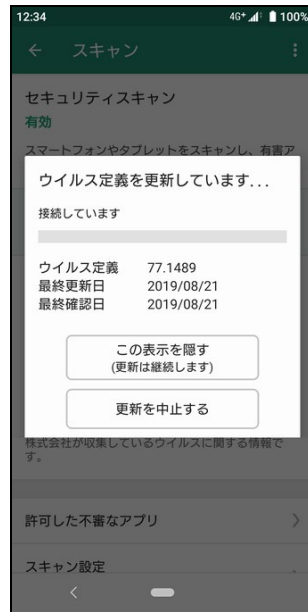 12:34
4G+ 100%
スキャン
セキュリティスキャン
有効
スマートフォンやタブレットをスキャンし、有害ア
ウイルス定義を更新しています...
接続しています
ウイルス定義 77.1489
最終更新日 2019/08/21
最終確認日 2019/08/21
この表示を隠す
(更新は継続します)
更新を中止する
株式会社が収集しているウイルスに関する情報で
す。
許可した不審なアプリ
スキャン設定